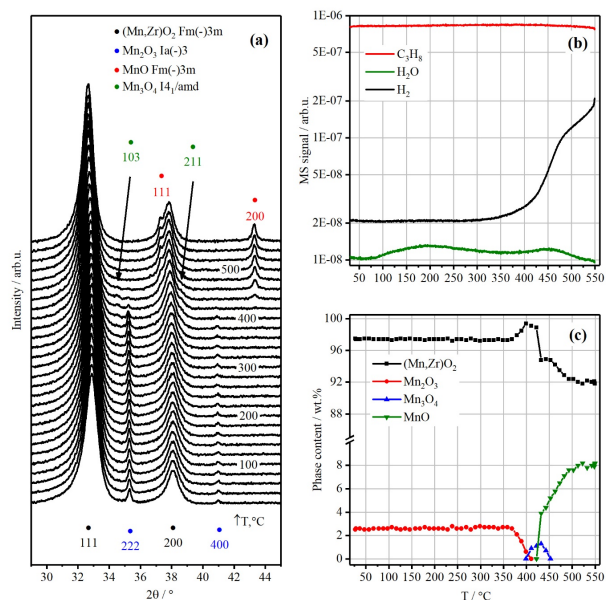 (a)
(Mn,Zr)O2 Fm(-)3m
Mn2O3 Ia(-)3
MnO Fm(-)3m
Mn3O4 I41/amd
103
211
111
200
500
400
300
200
100
↑T,°C
111
222
200
400
30
32
34
36
38
40
42
44
2θ / °
Intensity / arb.u.
(b)
1E-06
5E-07
2E-07
1E-07
5E-08
2E-08
1E-08
C3H8
H2O
H2
MS signal / arb.u.
50 100 150 200 250 300 350 400 450 500 550
(c)
100
96
92
88
8
6
4
2
0
(Mn,Zr)O2
Mn2O3
Mn3O4
MnO
Phase content / wt.%
50 100 150 200 250 300 350 400 450 500 550
T / °C